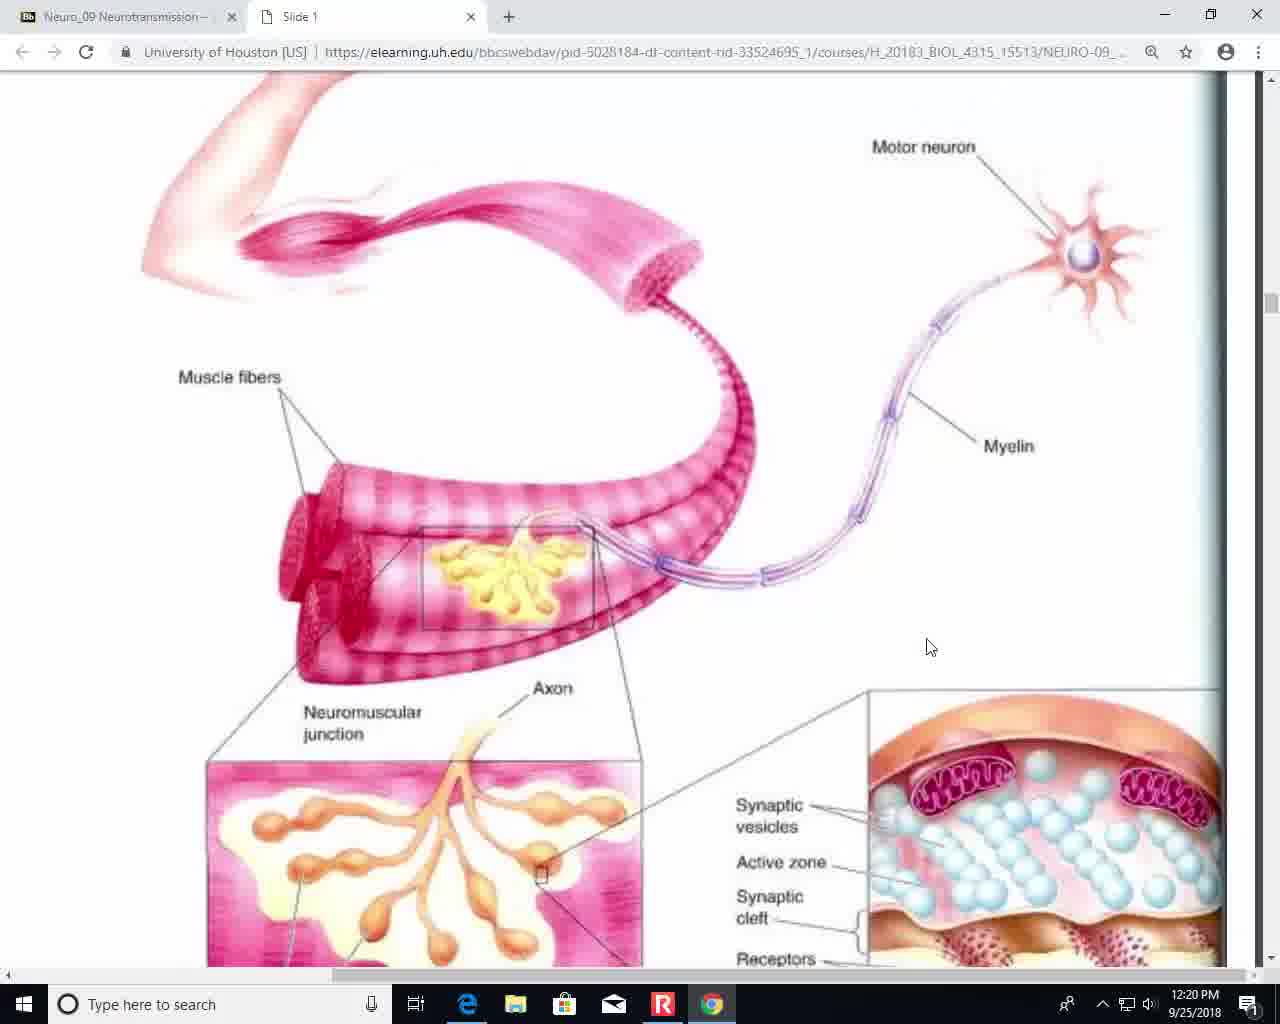 Neuro_09 Neurotransmission –
Slide 1
University of Houston [US]
https://elearning.uh.edu/bbcswebdav/pid-6028184-dt-content-rid-33524695_1/courses/H_20183_BIOL_4315_15513/NEURO-09_...
Motor neuron
Muscle fibers
Myelin
Axon
Neuromuscular
junction
Synaptic
vesicles
Active zone
Synaptic
cleft
Receptors
Type here to search
12:20 PM
9/25/2018